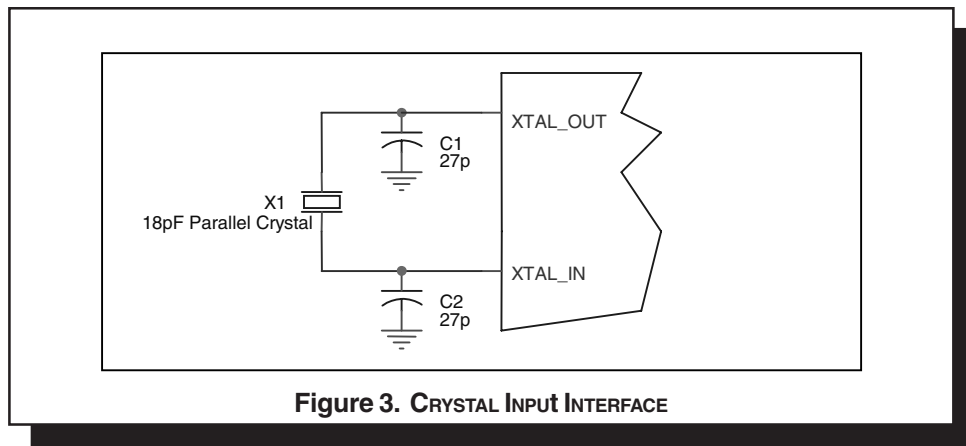 XTAL_OUT
C1
27p
X1
18pF Parallel Crystal
XTAL_IN
C2
27p
Figure 3. CRYSTAL INPUt INTERFACE